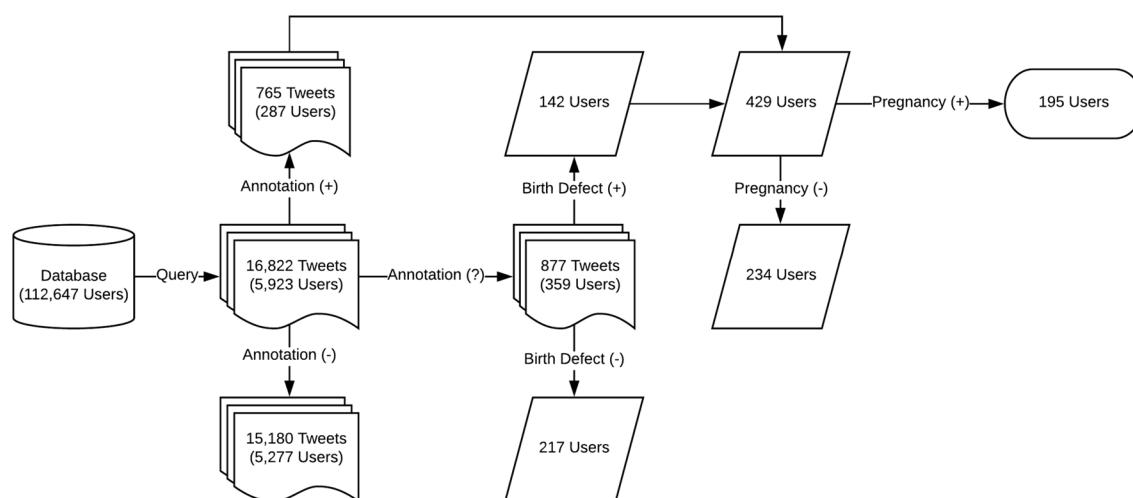 765 Tweets
(287 Users)
142 Users
429 Users
Pregnancy (+)
195 Users
Annotation (+)
Birth Defect (+)
Pregnancy (-)
Database
(112,647 Users)
Query
16,822 Tweets
(5,923 Users)
Annotation (?)
877 Tweets
(359 Users)
234 Users
Annotation (-)
Birth Defect (-)
15,180 Tweets
(5,277 Users)
217 Users